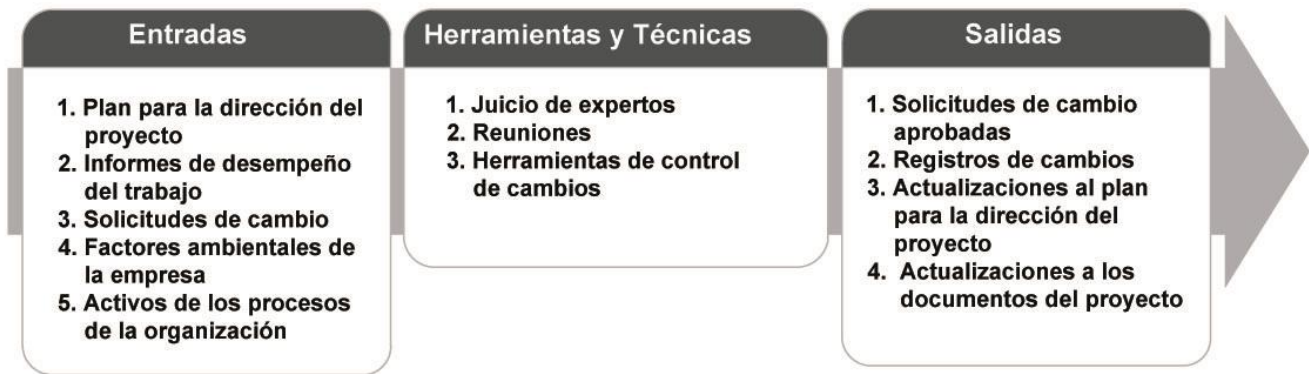 Entradas
1. Plan para la dirección del
proyecto
2. Informes de desempeño
del trabajo
3. Solicitudes de cambio
4. Factores ambientales de
la empresa
5. Activos de los procesos
de la organización
Herramientas y Técnicas
1. Juicio de expertos
2. Reuniones
3. Herramientas de control
de cambios
Salidas
1. Solicitudes de cambio
aprobadas
2. Registros de cambios
3. Actualizaciones al plan
para la dirección del
proyecto
4. Actualizaciones a los
documentos del proyecto